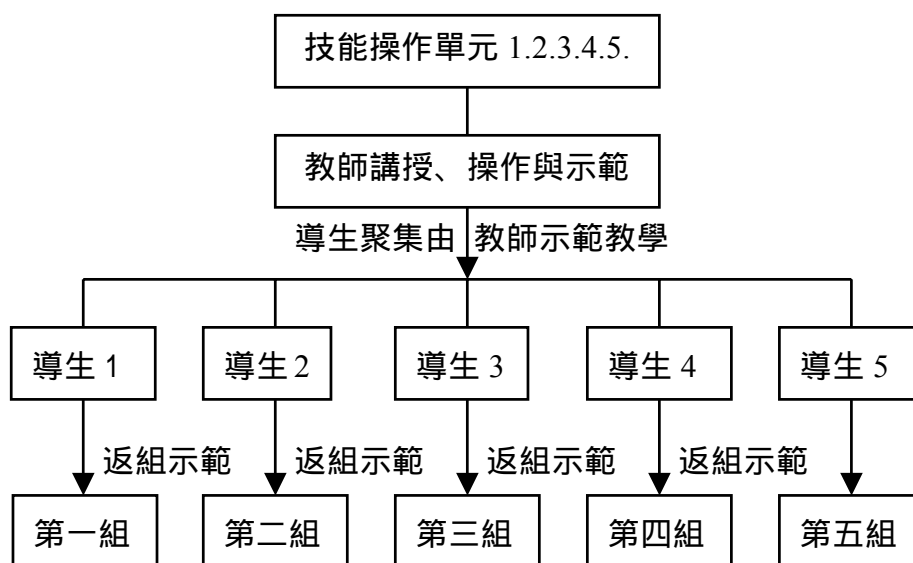 技能操作單元 1.2.3.4.5.
教師講授、操作與示範
導生聚集由 教師示範教學
導生 1 導生 2 導生 3 導生 4 導生 5
返組示範 返組示範 返組示範 返組示範
第一組 第二組 第三組 第四組 第五組